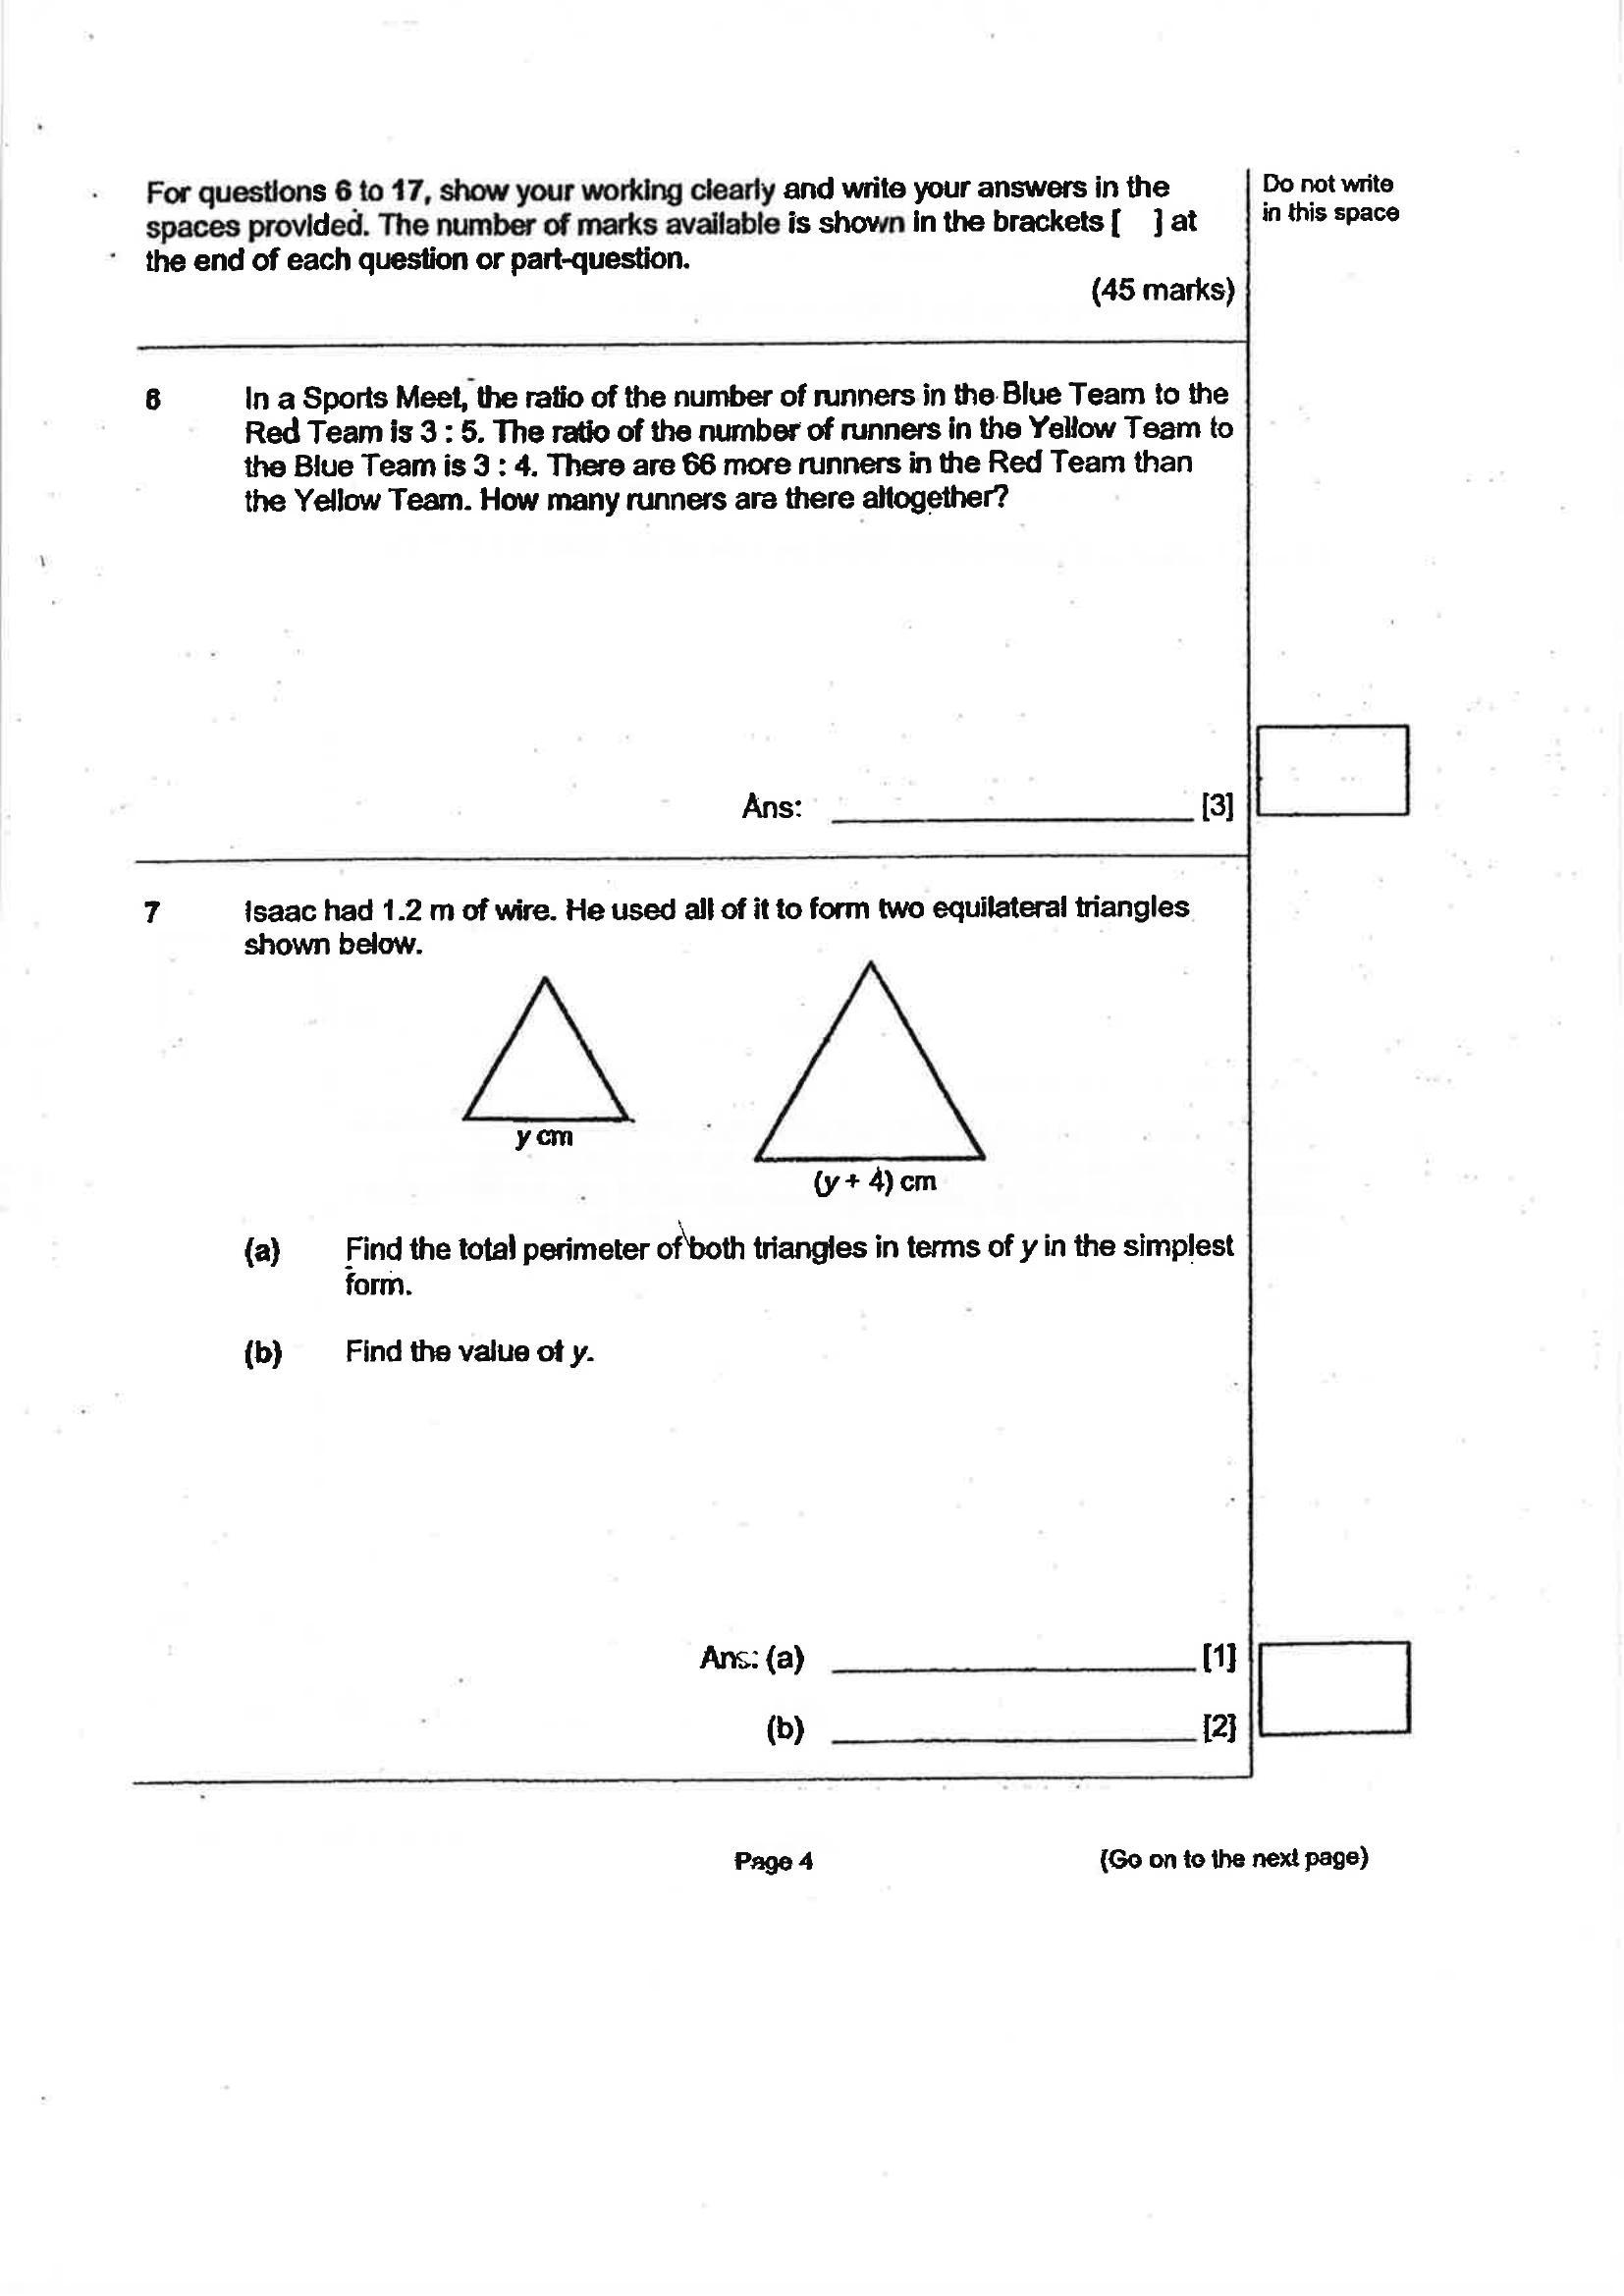 For questions 6 to 17, show your working clearly and write your answers in the
spaces provided. The number of marks available is shown in the brackets [ ] at
the end of each question or part-question.
(45 marks)
Do not write
in this space
6 In a Sports Meet, the ratio of the number of runners in the Blue Team to the
Red Team is 3 : 5. The ratio of the number of runners in the Yellow Team to
the Blue Team is 3 : 4. There are 66 more runners in the Red Team than
the Yellow Team. How many runners are there altogether?
Ans: [3]
7 Isaac had 1.2 m of wire. He used all of it to form two equilateral triangles
shown below.
y cm
(y + 4) cm
(a) Find the total perimeter of both triangles in terms of y in the simplest
form.
(b) Find the value of y.
Ans: (a) [1]
(b) [2]
Page 4
(Go on to the next page)